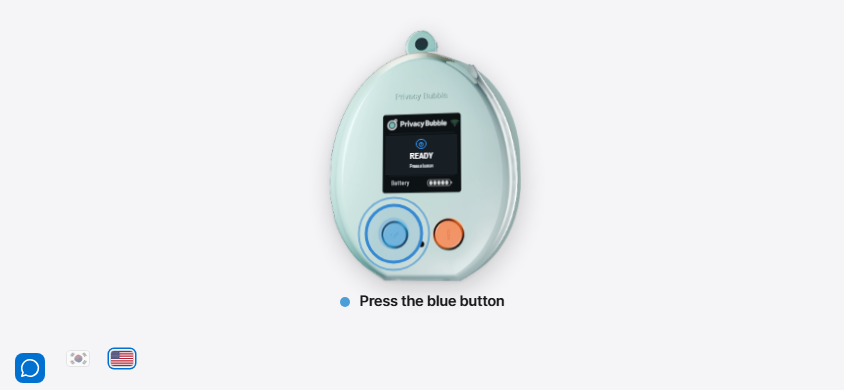 Privacy Bubble
Privacy Bubble
READY
Press a button
Battery
Press the blue button